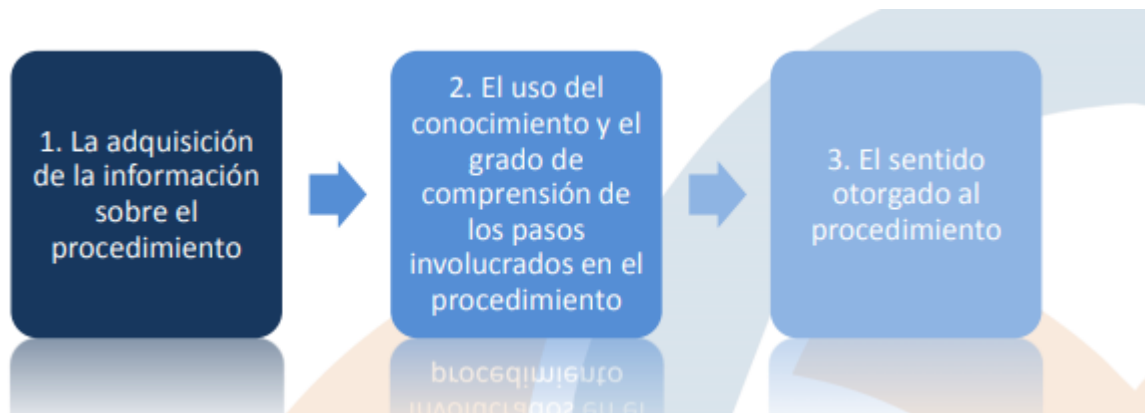 1. La adquisición
de la información
sobre el
procedimiento
2. El uso del
conocimiento y el
grado de
comprensión de
los pasos
involucrados en el
procedimiento
3. El sentido
otorgado al
procedimiento